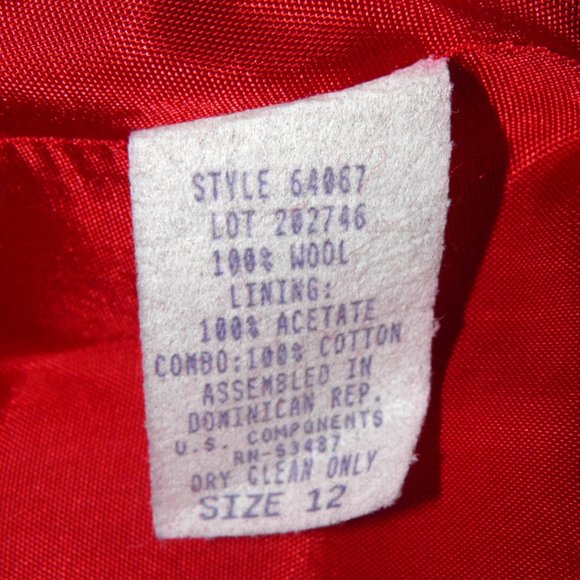 STYLE 64067
LOT 202746
100% WOOL
LINING:
100% ACETATE
COMBO:100% COTTON
ASSEMBLED IN
DOMINICAN REP.
U.S. COMPONENTS
RN-53487
DRY CLEAN ONLY
SIZE 12